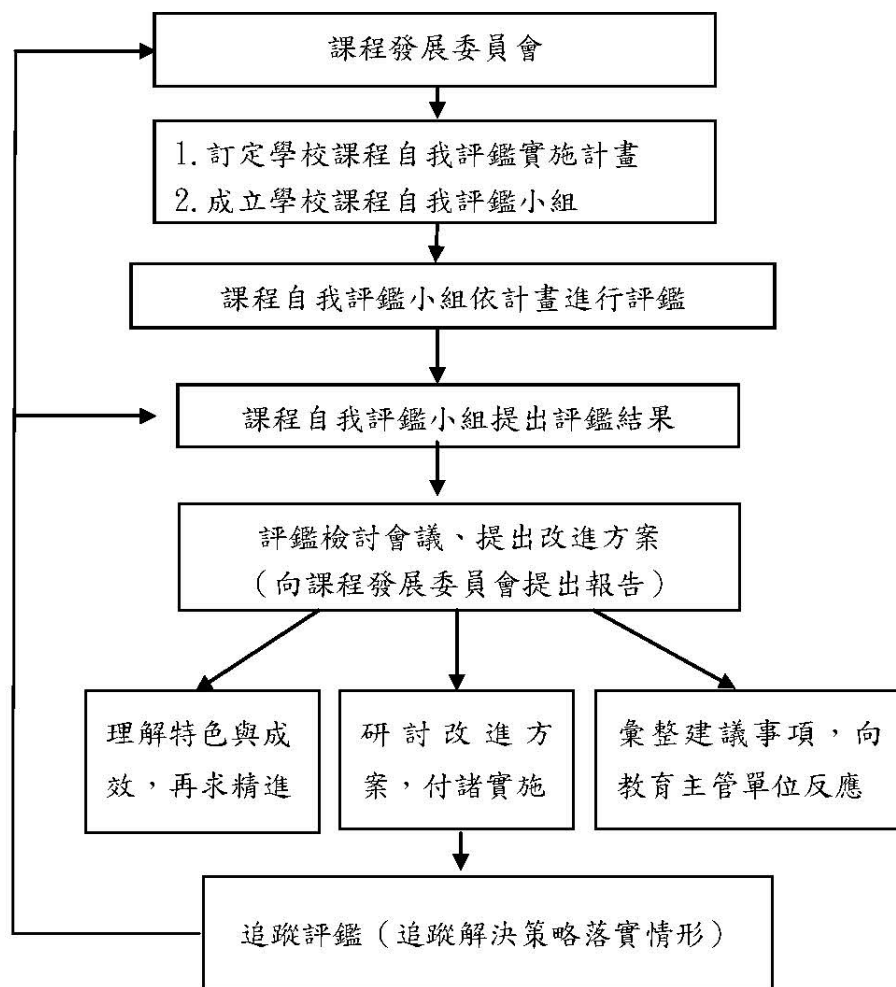 課程發展委員會
1.訂定學校課程自我評鑑實施計畫
2.成立學校課程自我評鑑小組
課程自我評鑑小組依計畫進行評鑑
課程自我評鑑小組提出評鑑結果
評鑑檢討會議、提出改進方案
（向課程發展委員會提出報告）
理解特色與成
效，再求精進
研討改進方
案，付諸實施
彙整建議事項，向
教育主管單位反應
追蹤評鑑（追蹤解決策略落實情形）